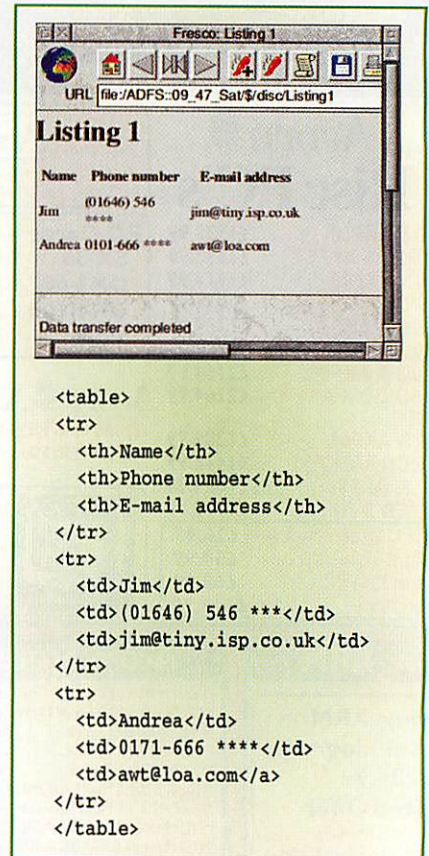 Fresco: Listing 1
URL file:/ADFS::09_47_Sat/$/disc/Listing1
Listing 1
Name Phone number E-mail address
(01646) 546
Jim **** jim@tiny.isp.co.uk
Andrea 0101-666 **** awt@loa.com
Data transfer completed
<table>
<tr>
<th>Name</th>
<th>Phone number</th>
<th>E-mail address</th>
</tr>
<tr>
<td>Jim</td>
<td>(01646) 546 ***</td>
<td>jim@tiny.isp.co.uk</td>
</tr>
<tr>
<td>Andrea</td>
<td>0171-666 ****</td>
<td>awt@loa.com</a>
</tr>
</table>